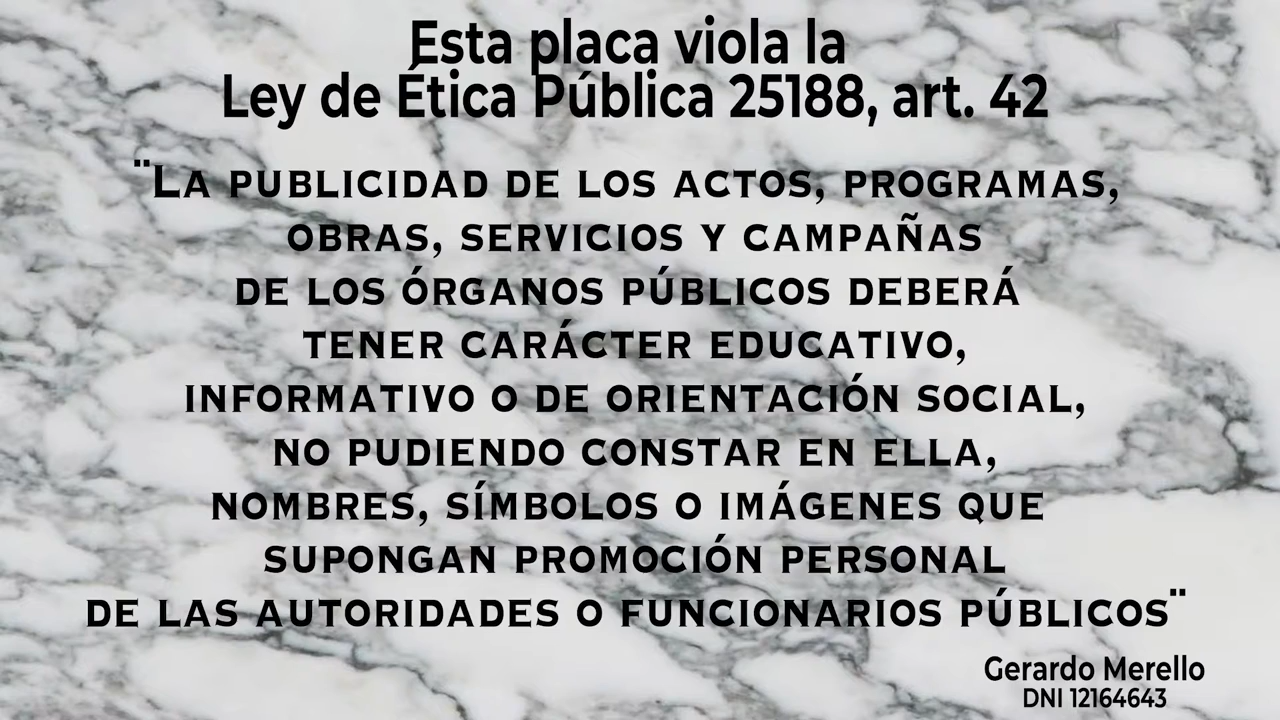 Esta placa viola la
Ley de Ética Pública 25188, art. 42
¨La publicidad de los actos, programas,
obras, servicios y campañas
de los órganos públicos deberá
tener carácter educativo,
informativo o de orientación social,
no pudiendo constar en ella,
nombres, símbolos o imágenes que
supongan promoción personal
de las autoridades o funcionarios públicos¨
Gerardo Merello
DNI 12164643